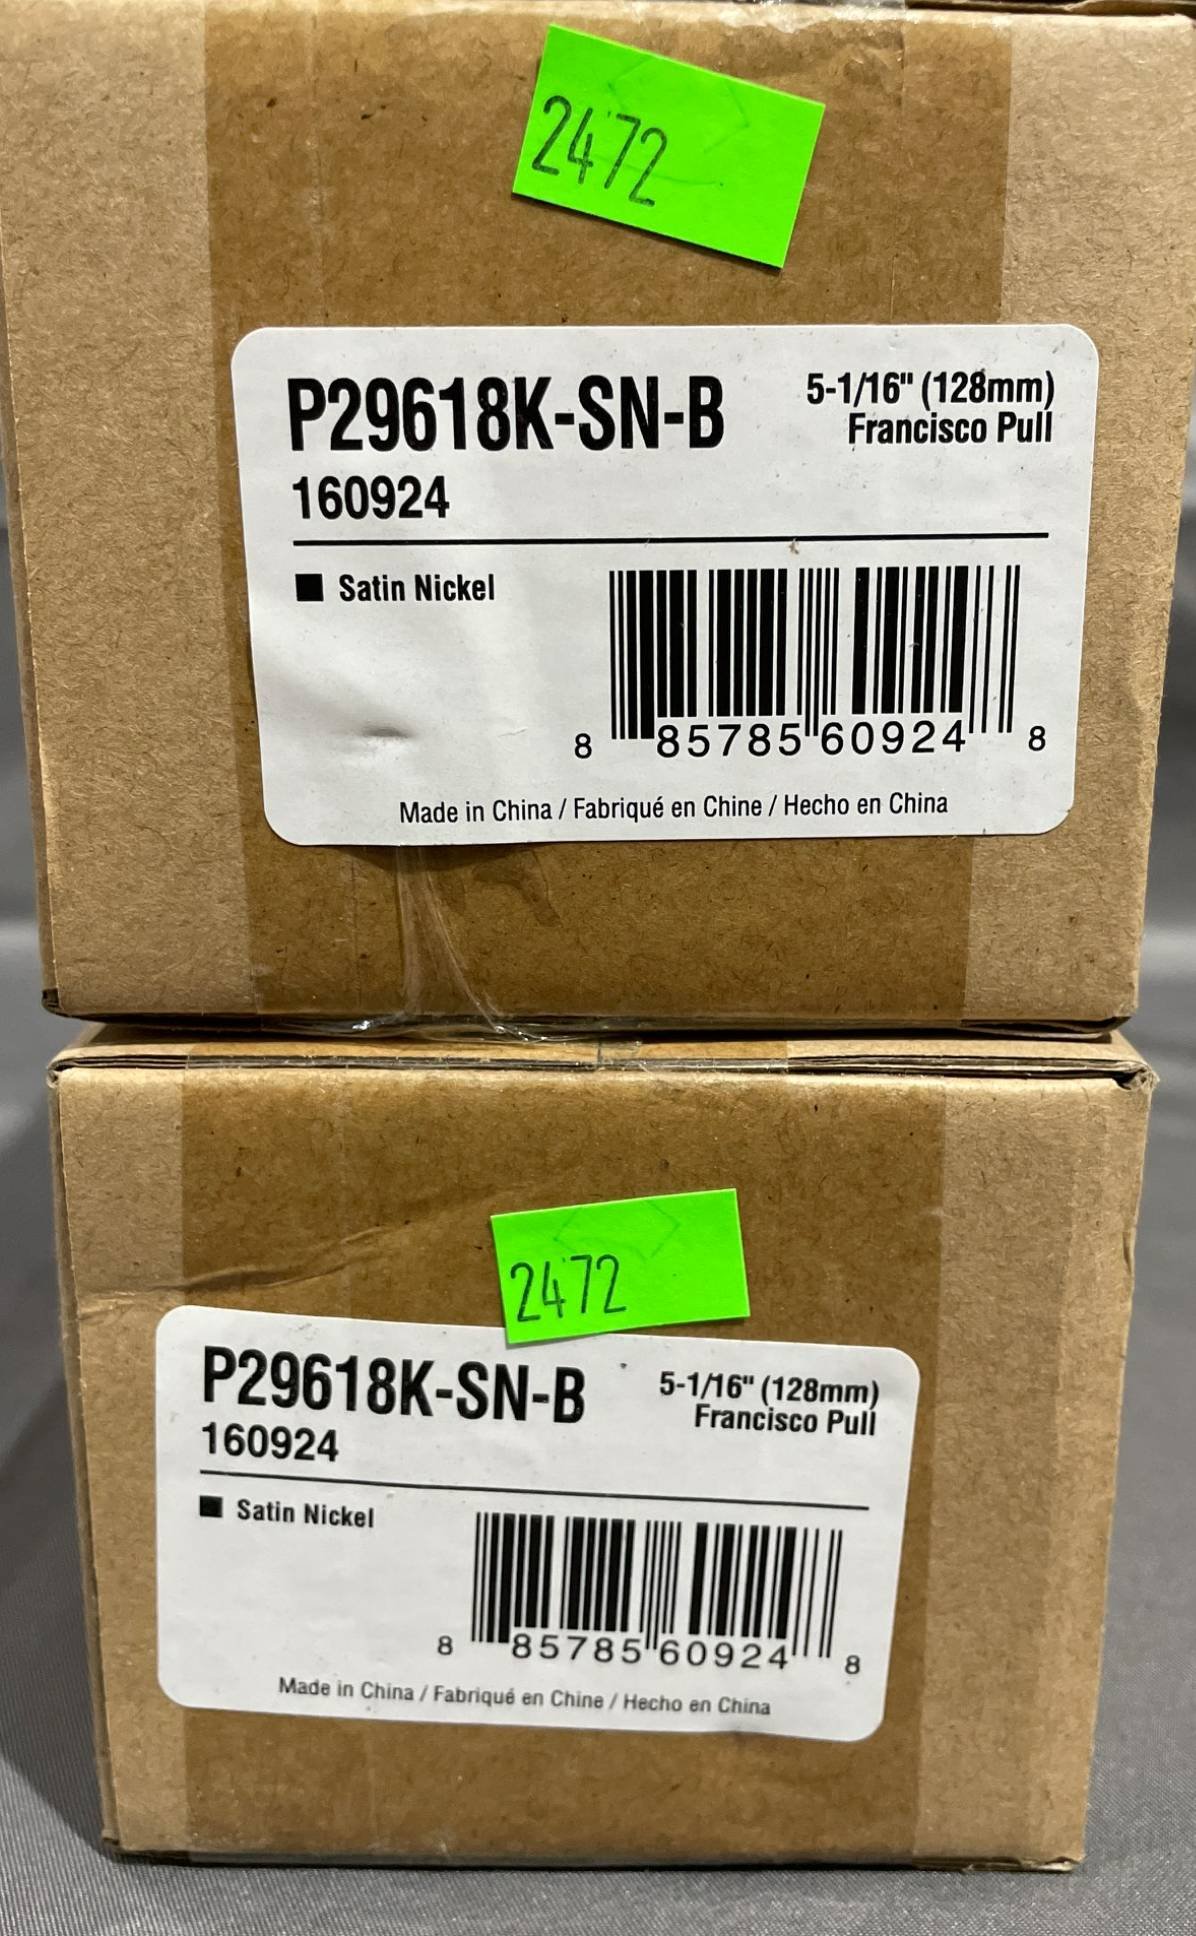 2472
P29618K-SN-B
5-1/16" (128mm)
Francisco Pull
160924
Satin Nickel
8 85785 60924 8
Made in China / Fabriqué en Chine / Hecho en China
2472
P29618K-SN-B
5-1/16" (128mm)
Francisco Pull
160924
Satin Nickel
8 85785 60924 8
Made in China / Fabriqué en Chine / Hecho en China